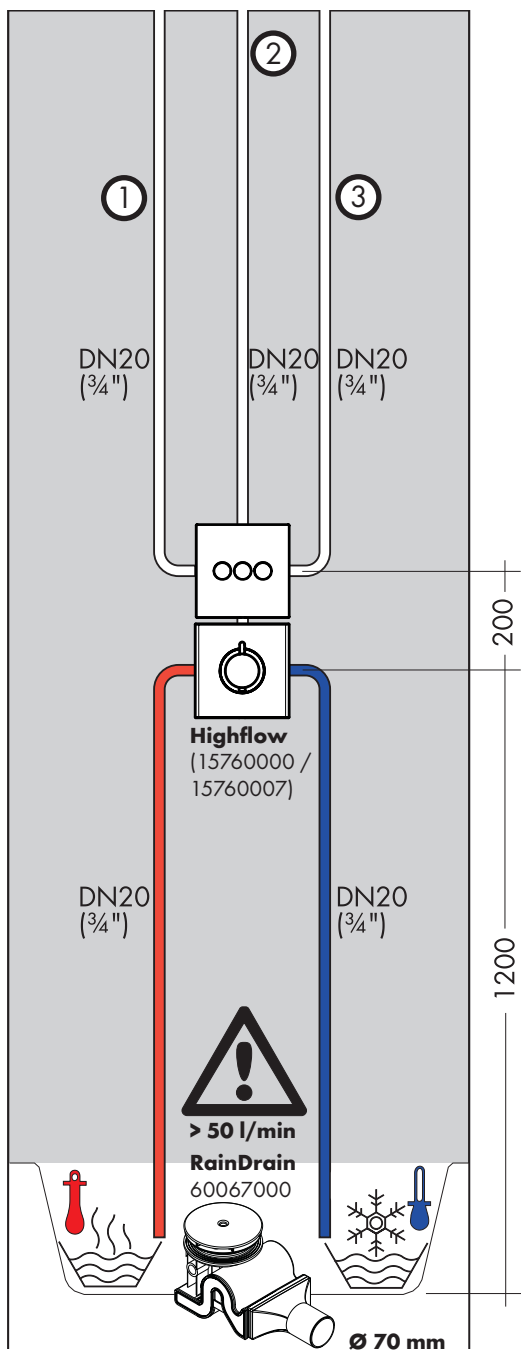 2
1
3
DN20 (¾")
DN20 (¾")
DN20 (¾")
200
Highflow
(15760000 /
15760007)
DN20 (¾")
DN20 (¾")
1200
> 50 l/min
RainDrain
60067000
Ø 70 mm